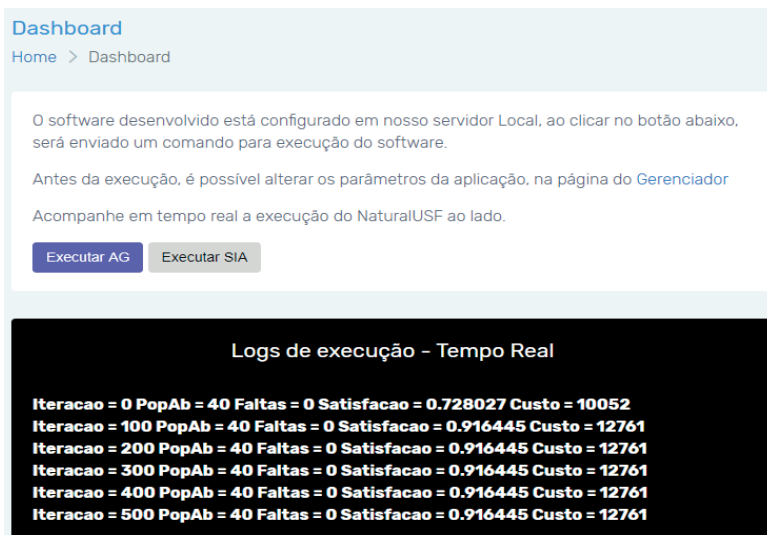 Dashboard
Home > Dashboard
O software desenvolvido está configurado em nosso servidor Local, ao clicar no botão abaixo,
será enviado um comando para execução do software.
Antes da execução, é possível alterar os parâmetros da aplicação, na página do Gerenciador
Acompanhe em tempo real a execução do NaturalUSF ao lado.
Executar AG Executar SIA
Logs de execução - Tempo Real
Iteracao = 0 PopAb = 40 Faltas = 0 Satisfacao = 0.728027 Custo = 10052
Iteracao = 100 PopAb = 40 Faltas = 0 Satisfacao = 0.916445 Custo = 12761
Iteracao = 200 PopAb = 40 Faltas = 0 Satisfacao = 0.916445 Custo = 12761
Iteracao = 300 PopAb = 40 Faltas = 0 Satisfacao = 0.916445 Custo = 12761
Iteracao = 400 PopAb = 40 Faltas = 0 Satisfacao = 0.916445 Custo = 12761
Iteracao = 500 PopAb = 40 Faltas = 0 Satisfacao = 0.916445 Custo = 12761